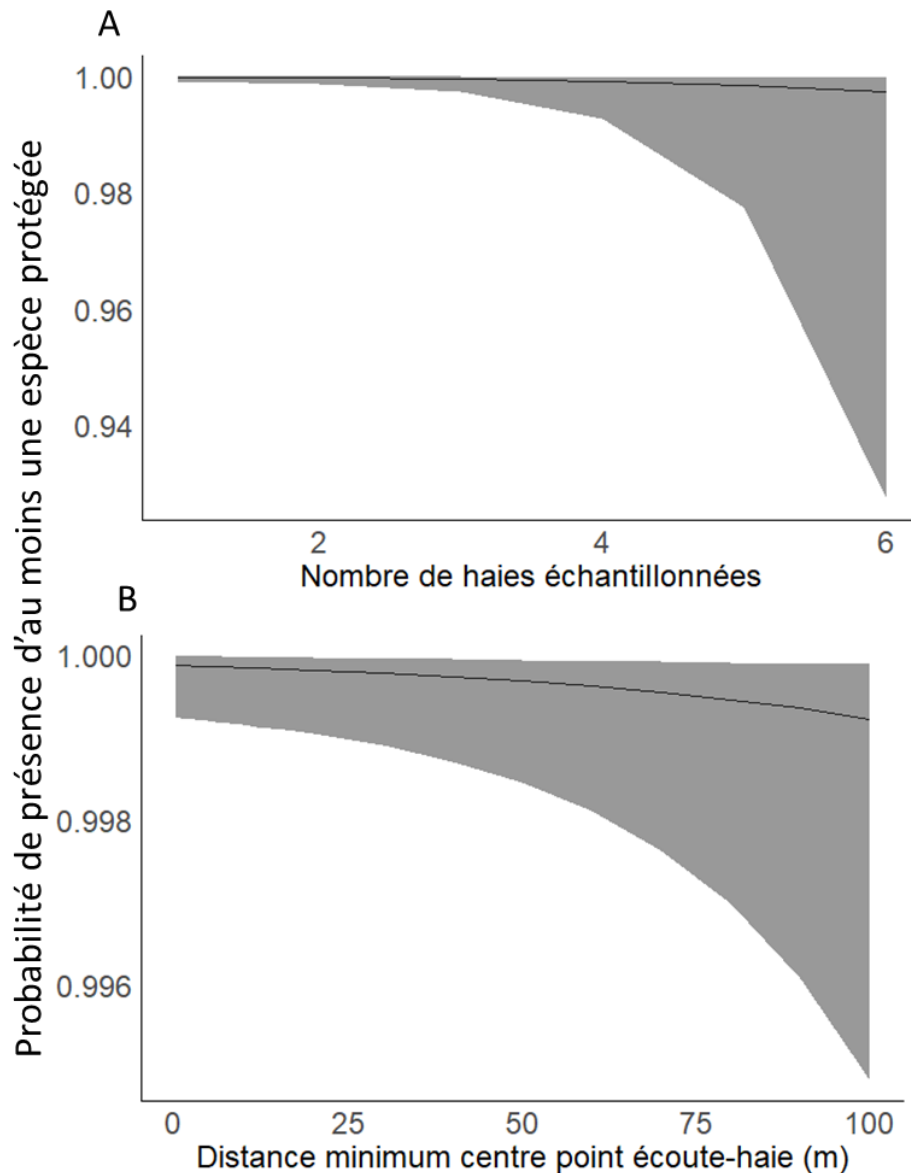 A
Probabilité de présence d'au moins une espèce protégée
1.00
0.98
0.96
0.94
2 4 6
Nombre de haies échantillonnées
B
1.000
0.998
0.996
0 25 50 75 100
Distance minimum centre point écoute-haie (m)